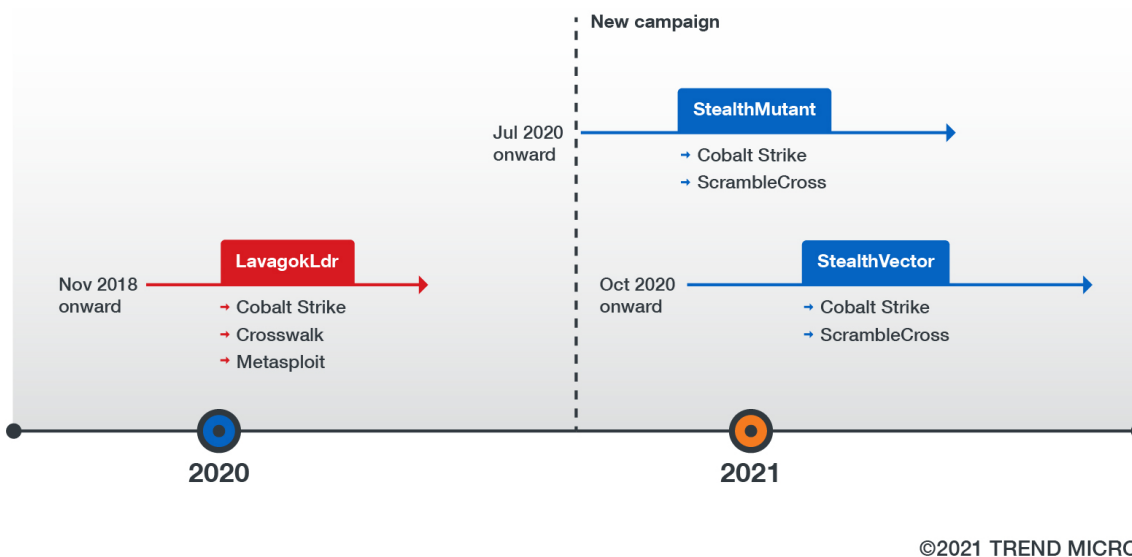 New campaign
StealthMutant
Jul 2020
onward
Cobalt Strike
ScrambleCross
LavagokLdr
Nov 2018
onward
Cobalt Strike
Crosswalk
Metasploit
StealthVector
Oct 2020
onward
Cobalt Strike
ScrambleCross
2020
2021
©2021 TREND MICRO